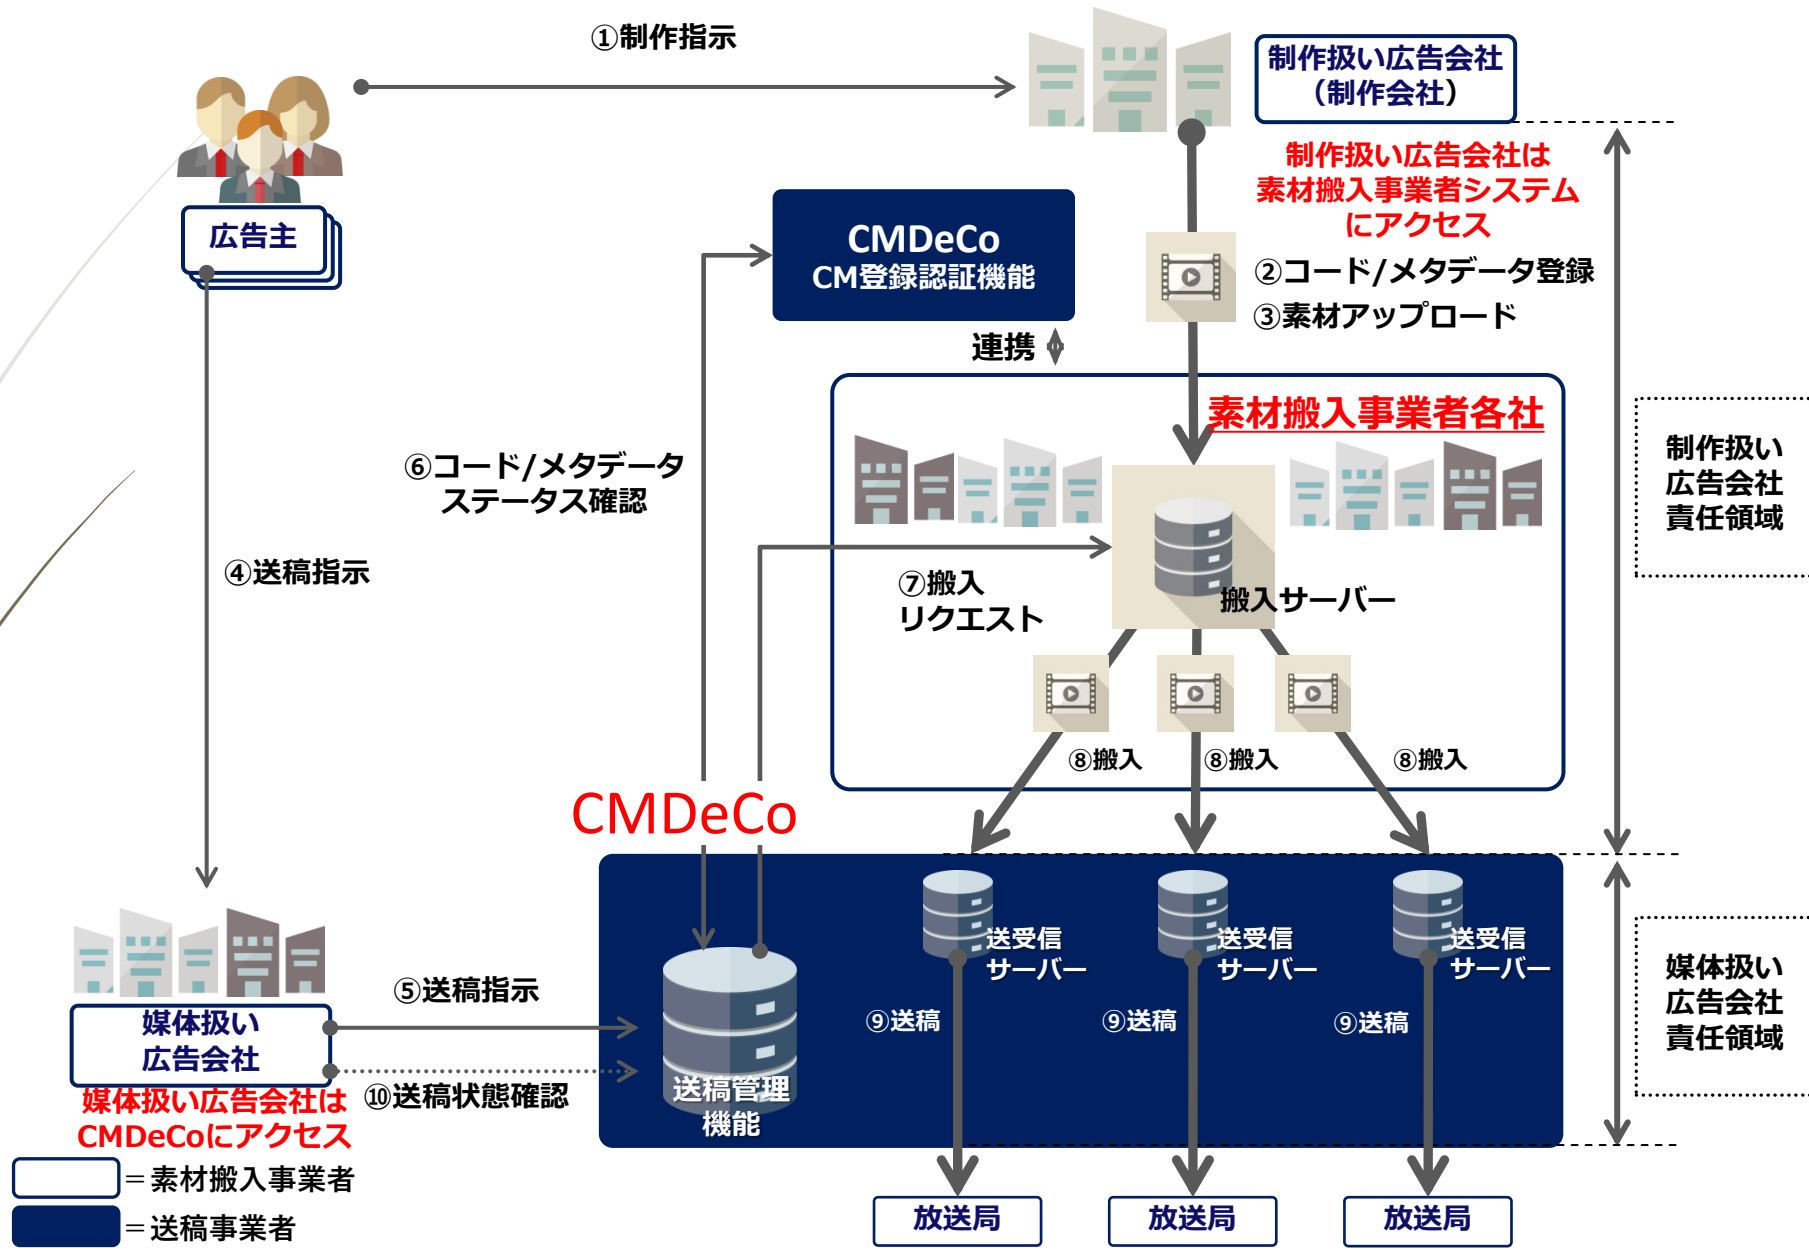 ①制作指示
制作扱い広告会社
（制作会社）
制作扱い広告会社は
素材搬入事業者システム
にアクセス
広告主
CMDeCo
CM登録認証機能
②コード/メタデータ登録
③素材アップロード
連携
素材搬入事業者各社
⑥コード/メタデータ
ステータス確認
制作扱い
広告会社
責任領域
④送稿指示
⑦搬入
リクエスト
搬入サーバー
⑧搬入
⑧搬入
⑧搬入
CMDeCo
送受信
サーバー
送受信
サーバー
送受信
サーバー
⑤送稿指示
媒体扱い
広告会社
⑨送稿
⑨送稿
⑨送稿
媒体扱い
広告会社
責任領域
⑩送稿状態確認
送稿管理
機能
媒体扱い広告会社は
CMDeCoにアクセス
＝素材搬入事業者
＝送稿事業者
放送局
放送局
放送局